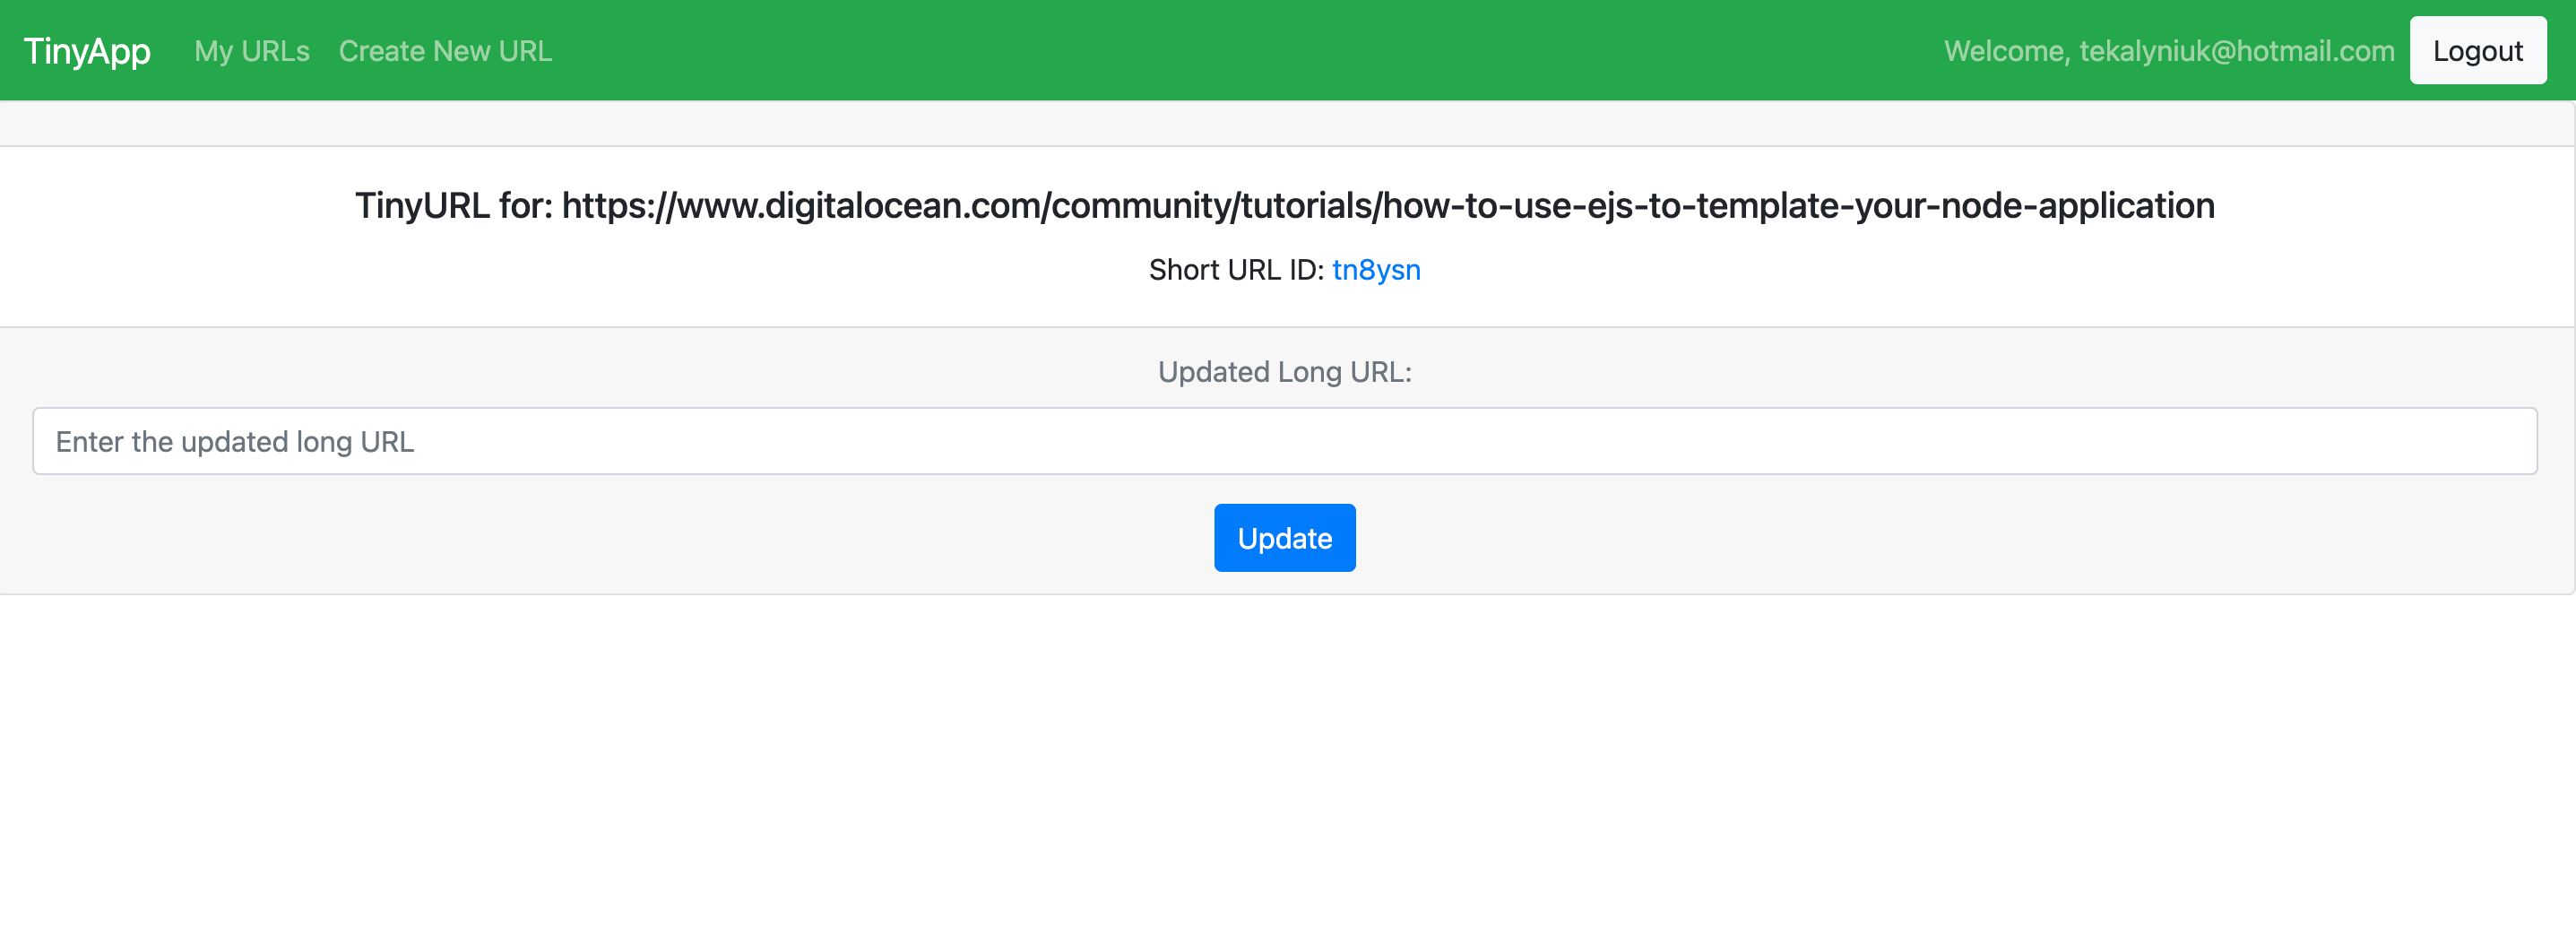 TinyApp My URLs Create New URL Welcome, tekalyniuk@hotmail.com Logout
TinyURL for: https://www.digitalocean.com/community/tutorials/how-to-use-ejs-to-template-your-node-application
Short URL ID: tn8ysn
Updated Long URL:
Enter the updated long URL
Update